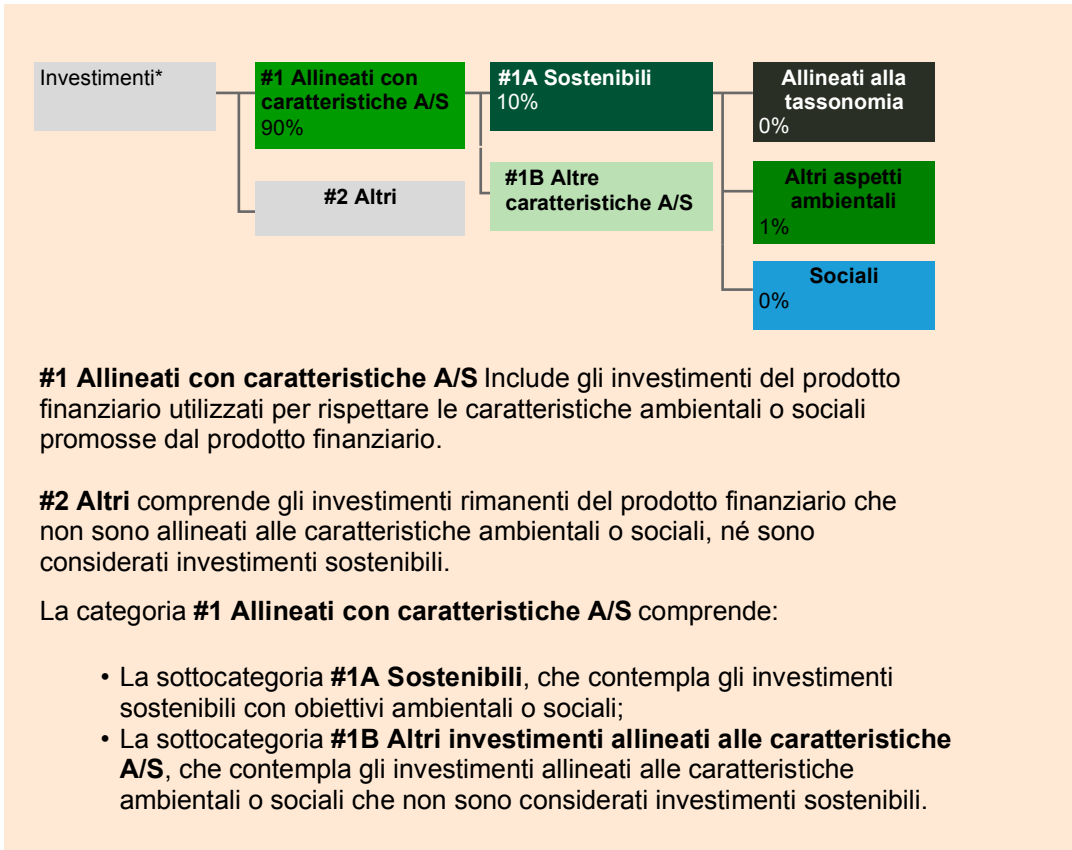 Investimenti*
#1 Allineati con
caratteristiche A/S
90%
#2 Altri
#1A Sostenibili
10%
#1B Altre
caratteristiche A/S
Allineati alla
tassonomia
0%
Altri aspetti
ambientali
1%
Sociali
0%
#1 Allineati con caratteristiche A/S Include gli investimenti del prodotto
finanziario utilizzati per rispettare le caratteristiche ambientali o sociali
promosse dal prodotto finanziario.
#2 Altri comprende gli investimenti rimanenti del prodotto finanziario che
non sono allineati alle caratteristiche ambientali o sociali, né sono
considerati investimenti sostenibili.
La categoria #1 Allineati con caratteristiche A/S comprende:
• La sottocategoria #1A Sostenibili, che contempla gli investimenti
sostenibili con obiettivi ambientali o sociali;
• La sottocategoria #1B Altri investimenti allineati alle caratteristiche
A/S, che contempla gli investimenti allineati alle caratteristiche
ambientali o sociali che non sono considerati investimenti sostenibili.